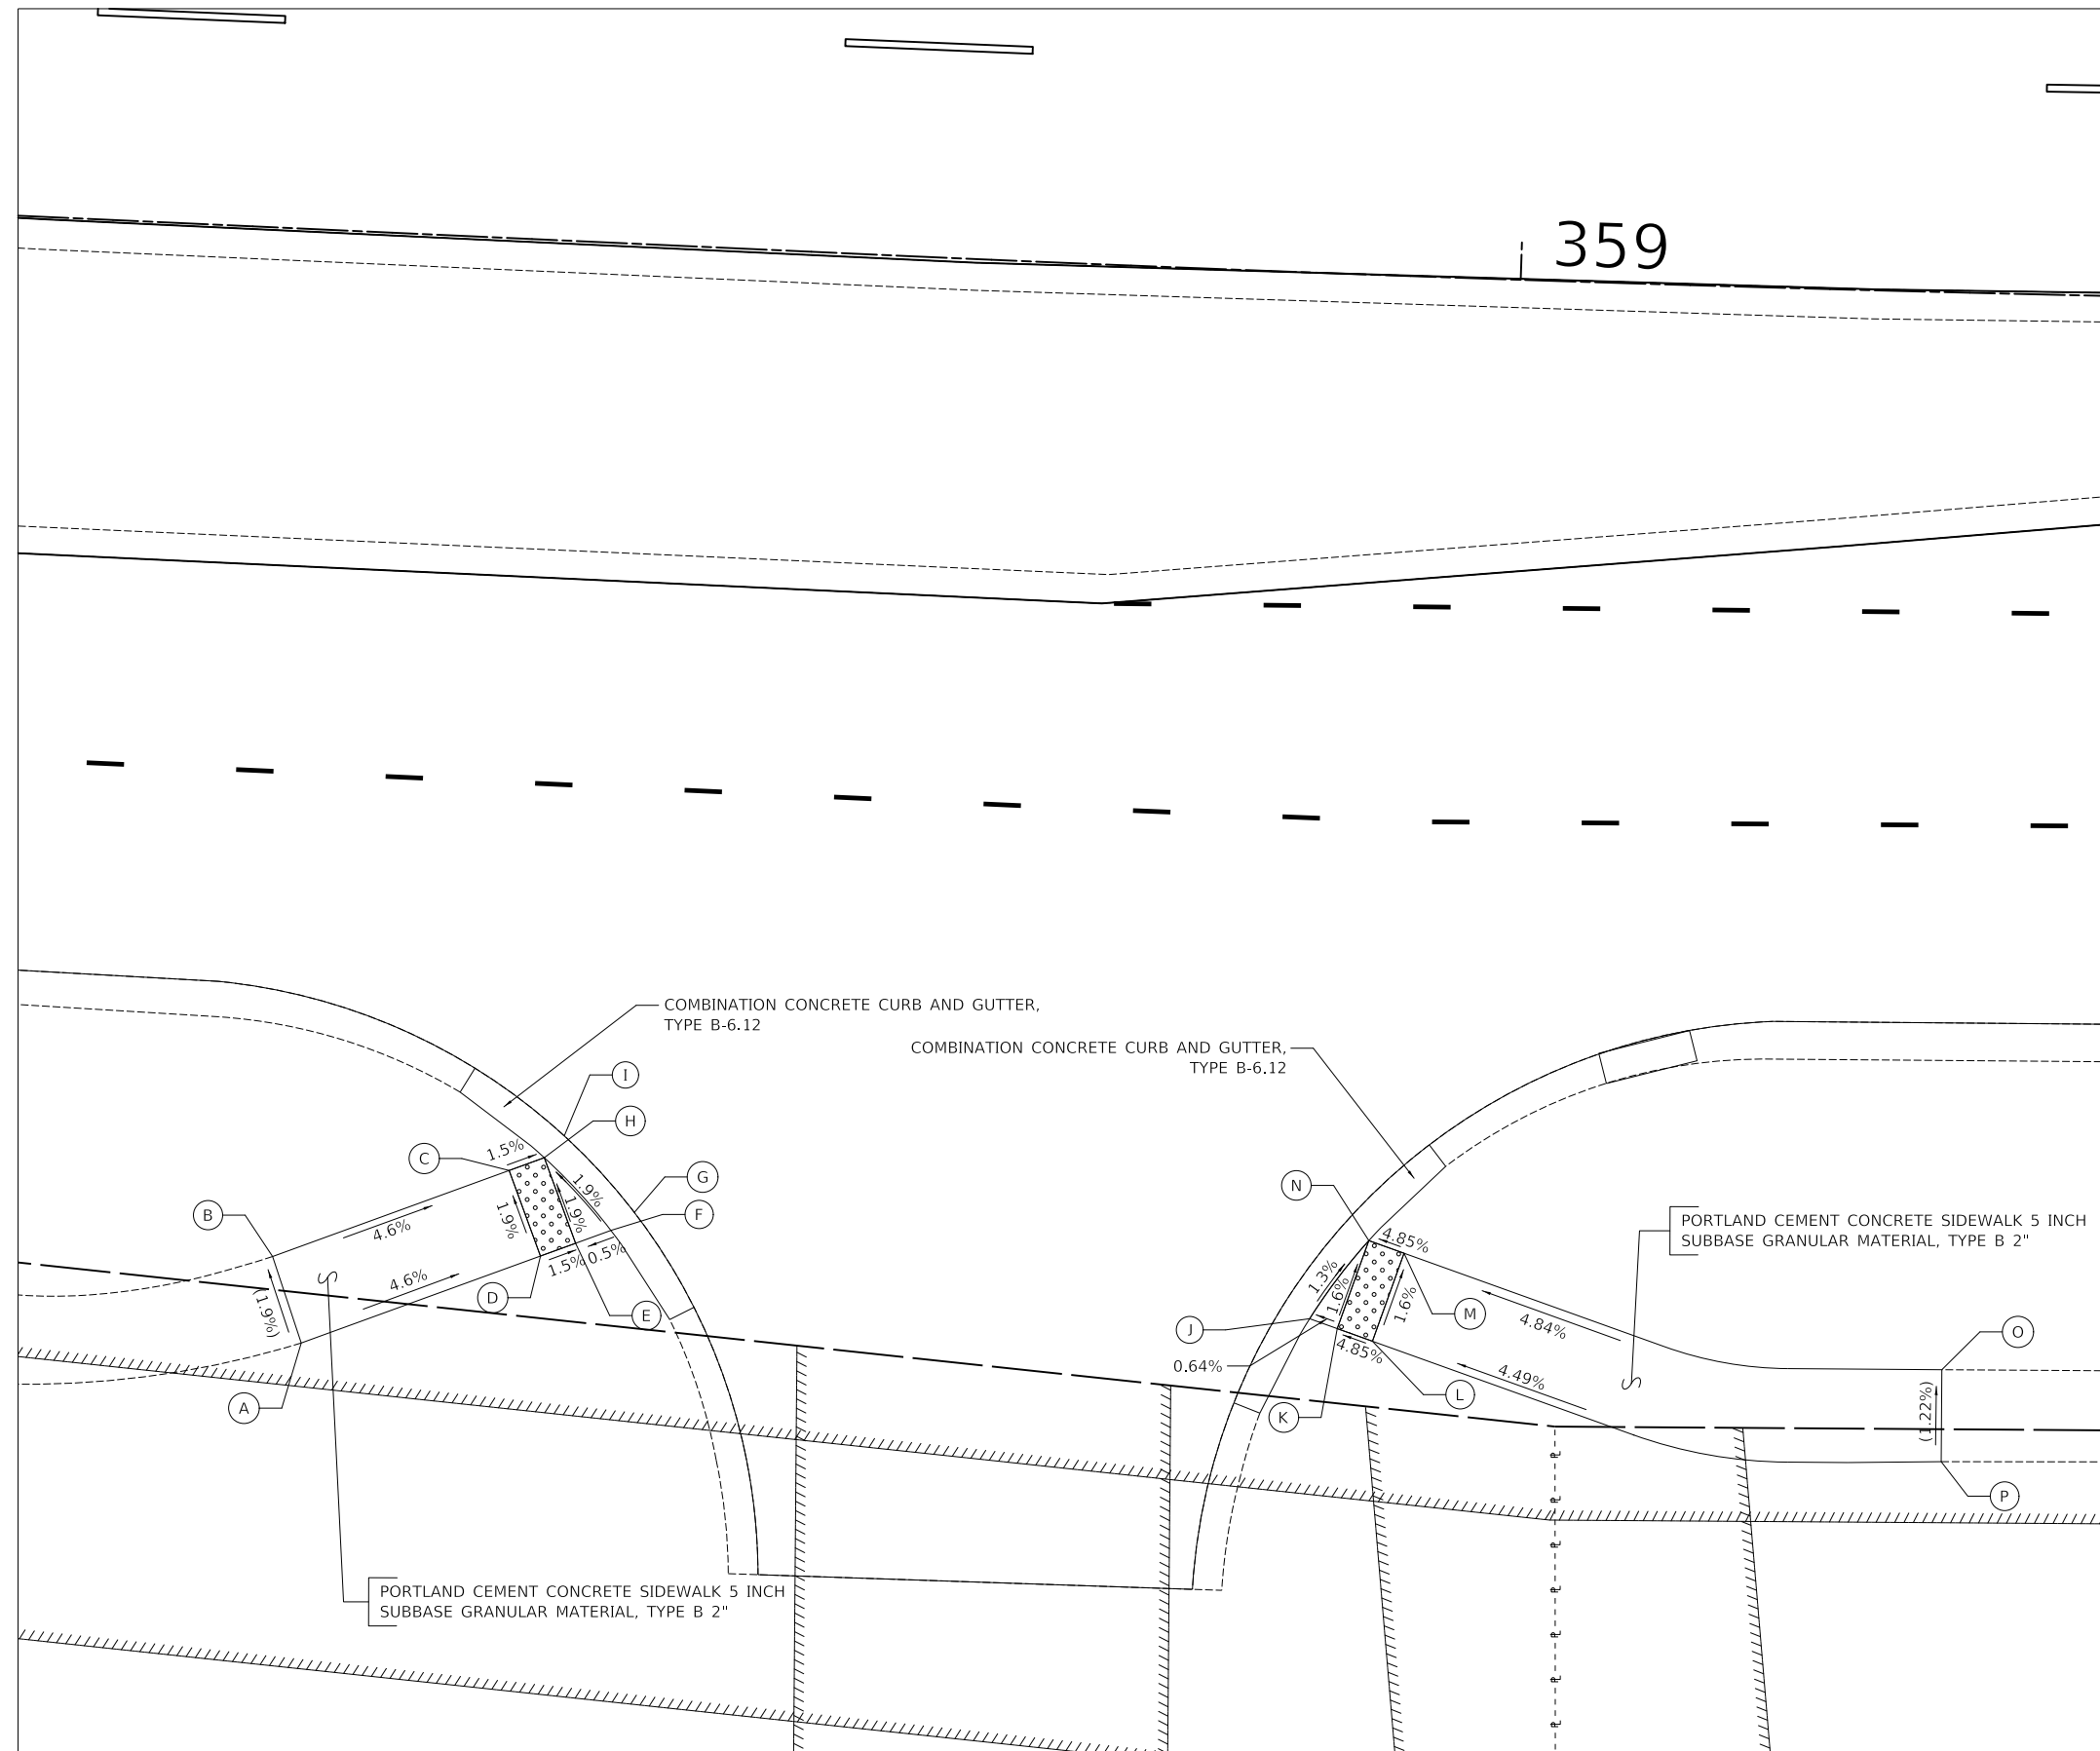 359
COMBINATION CONCRETE CURB AND GUTTER,
TYPE B-6.12
COMBINATION CONCRETE CURB AND GUTTER,
TYPE B-6.12
I
H
C
1.5%
G
1.9%
N
F
B
1.9%
1.9%
4.6%
4.85%
PORTLAND CEMENT CONCRETE SIDEWALK 5 INCH
SUBBASE GRANULAR MATERIAL, TYPE B 2"
0.5%
1.5%
4.6%
D
E
(1.9%)
1.3%
1.6%
1.6%
M
J
4.84%
O
4.85%
0.64%
4.49%
L
A
K
(1.22%)
P
R
R
R
R
R
R
R
PORTLAND CEMENT CONCRETE SIDEWALK 5 INCH
SUBBASE GRANULAR MATERIAL, TYPE B 2"